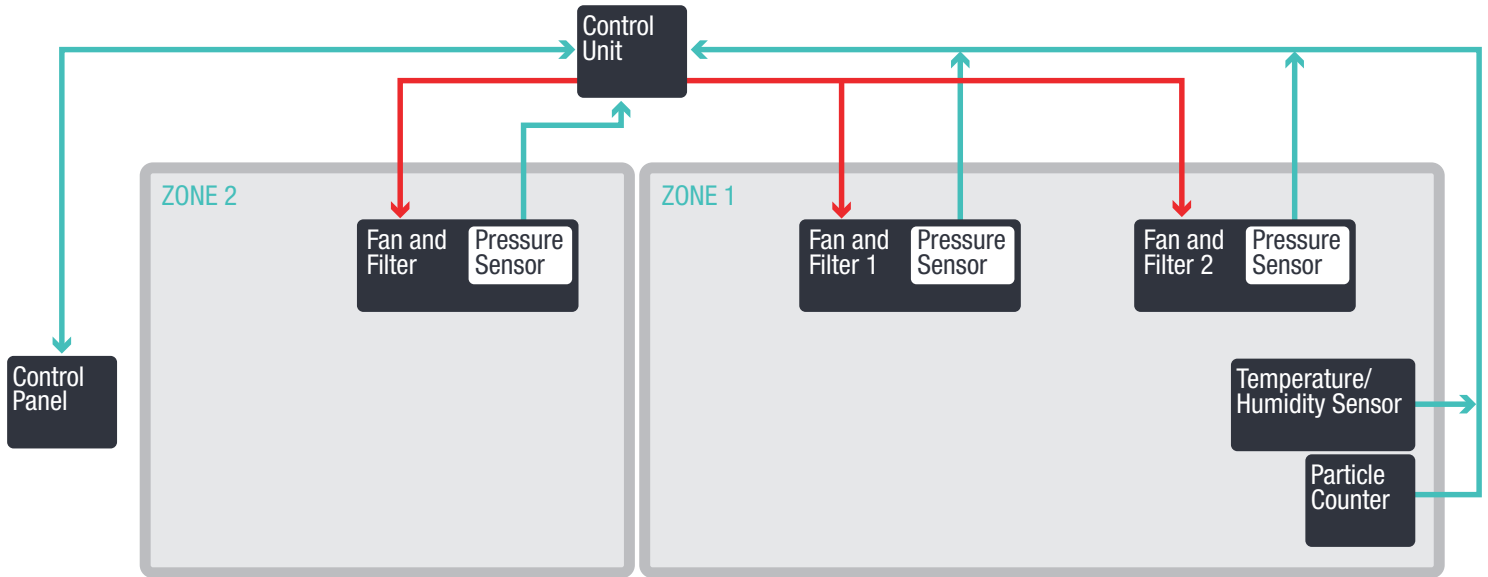 Control
Unit
ZONE 2
ZONE 1
Fan and
Filter
Pressure
Sensor
Fan and
Filter 1
Pressure
Sensor
Fan and
Filter 2
Pressure
Sensor
Control
Panel
Temperature/
Humidity Sensor
Particle
Counter